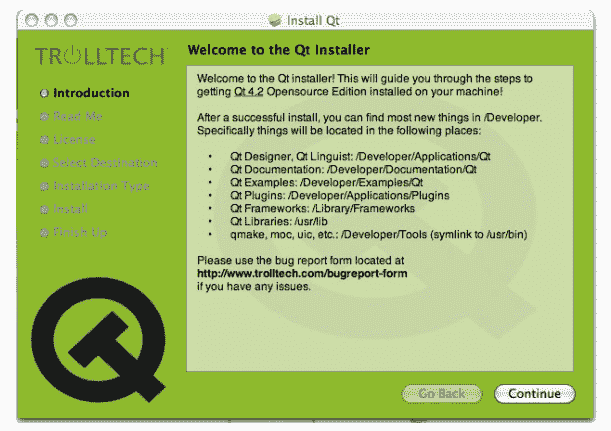 Install Qt
TROLLTECH
Welcome to the Qt Installer
Introduction
Read Me
License
Select Destination
Installation Type
Install
Finish Up
Welcome to the Qt installer! This will guide you through the steps to
getting Qt 4.2 Opensource Edition installed on your machine!
After a successful install, you can find most new things in /Developer.
Specifically things will be located in the following places:
• Qt Designer, Qt Linguist: /Developer/Applications/Qt
• Qt Documentation: /Developer/Documentation/Qt
• Qt Examples: /Developer/Examples/Qt
• Qt Plugins: /Developer/Applications/Plugins
• Qt Frameworks: /Library/Frameworks
• Qt Libraries: /usr/lib
• qmake, moc, uic, etc.: /Developer/Tools (symlink to /usr/bin)
Please use the bug report form located at
http://www.trolltech.com/bugreport-form
if you have any issues.
Go Back
Continue